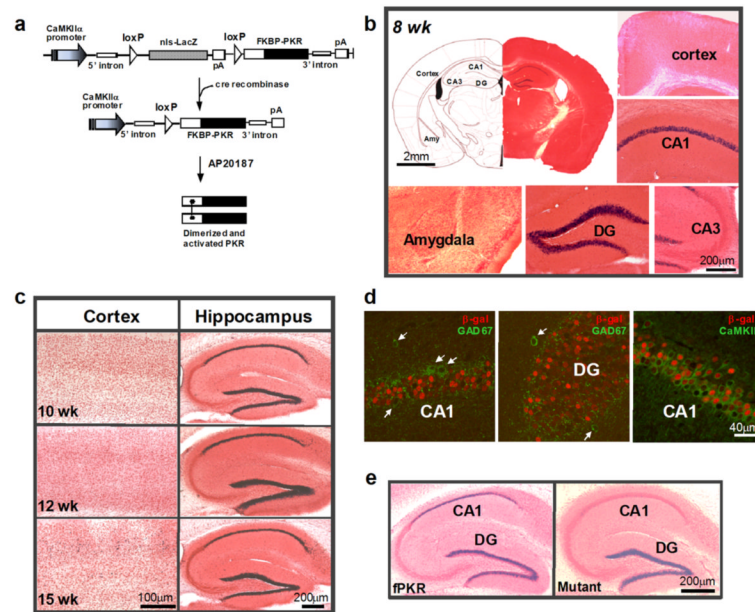 a
CaMKIIα
promoter
loxP
nls-LacZ
loxP
FKBP-PKR
pA
5' intron
pA
3' intron
cre recombinase
CaMKIIα
promoter
loxP
pA
5' intron
FKBP-PKR
3' intron
AP20187
Dimerized and
activated PKR
b
8 wk
Cortex
CA1
CA3
DG
Amy
2mm
cortex
CA1
Amygdala
DG
CA3
200µm
c
Cortex
Hippocampus
10 wk
12 wk
15 wk
100µm
200µm
d
β-gal
GAD67
CA1
β-gal
GAD67
DG
β-gal
CaMKII
CA1
40µm
e
CA1
DG
fPKR
CA1
DG
Mutant
200µm